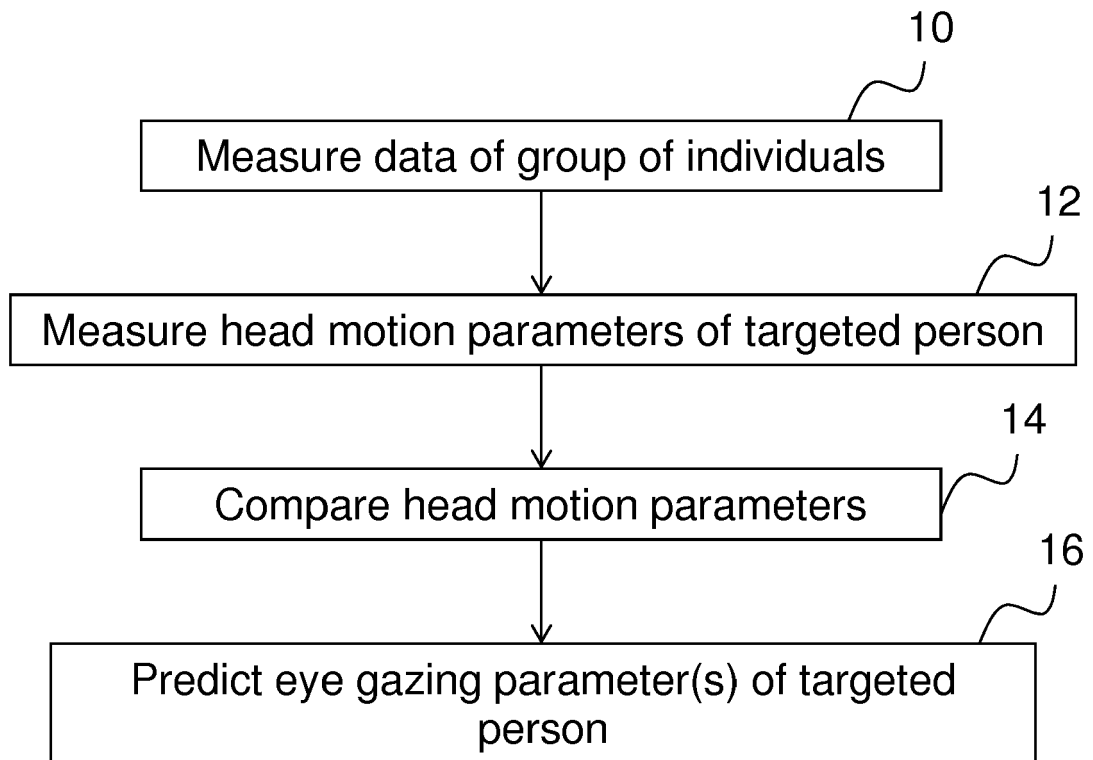 10
Measure data of group of individuals
12
Measure head motion parameters of targeted person
14
Compare head motion parameters
16
Predict eye gazing parameter(s) of targeted
person